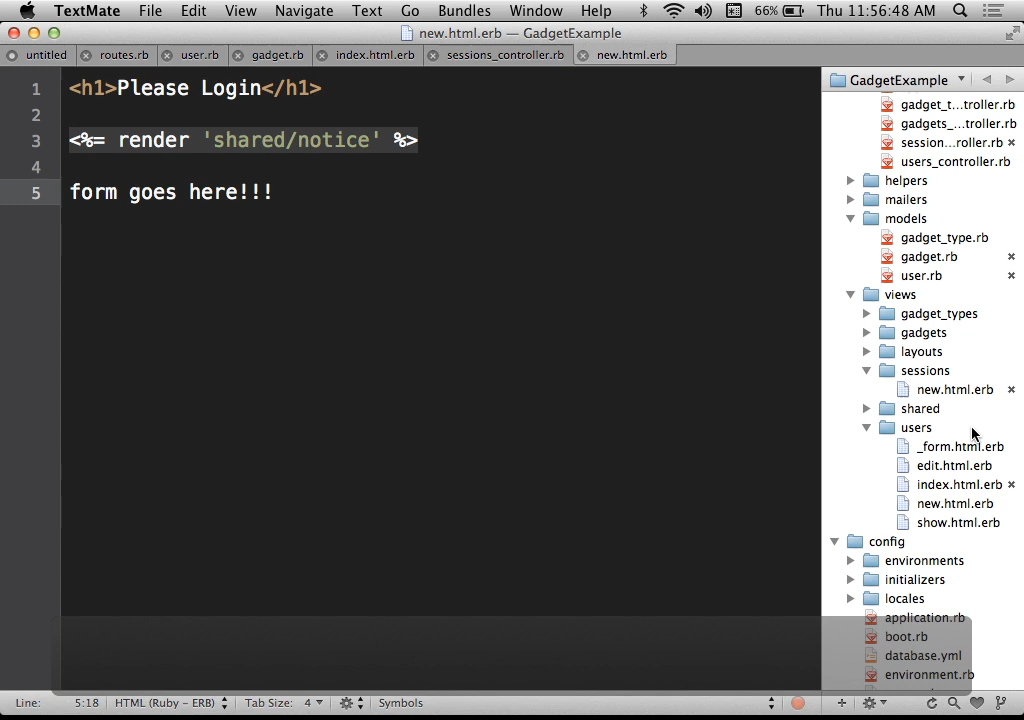 TextMate File Edit View Navigate Text Go Bundles Window Help 66% Thu 11:56:48 AM
new.html.erb — GadgetExample
untitled routes.rb user.rb gadget.rb index.html.erb sessions_controller.rb new.html.erb
1 <h1>Please Login</h1>
2
3 <%= render 'shared/notice' %>
4
5 form goes here!!!
GadgetExample
gadget_t...troller.rb
gadgets_...troller.rb
session...roller.rb
users_controller.rb
helpers
mailers
models
gadget_type.rb
gadget.rb
user.rb
views
gadget_types
gadgets
layouts
sessions
new.html.erb
shared
users
_form.html.erb
edit.html.erb
index.html.erb
new.html.erb
show.html.erb
config
environments
initializers
locales
application.rb
boot.rb
database.yml
environment.rb
Line: 5:18 HTML (Ruby – ERB) Tab Size: 4 Symbols